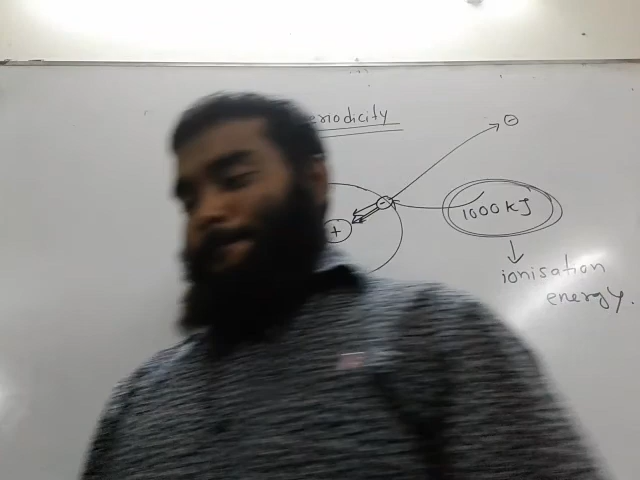 eriodicity
⊖
⊖
⊕
1000 KJ
↓
ionisation
energy.